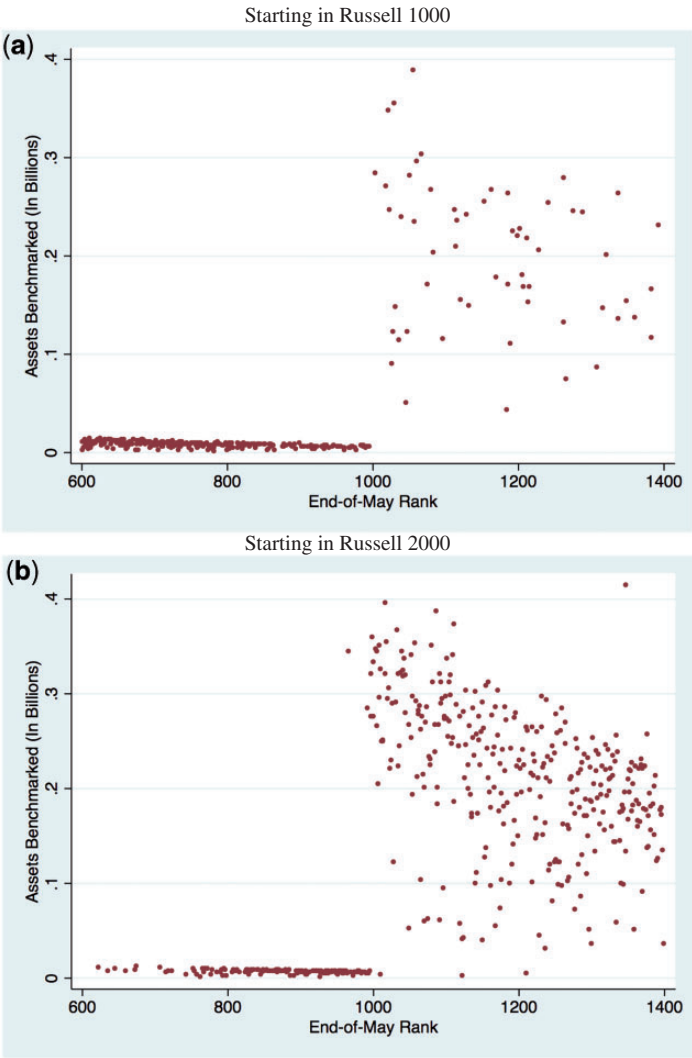 Starting in Russell 1000
(a)
Assets Benchmarked (In Billions)
.4
.3
.2
.1
0
600 800 1000 1200 1400
End-of-May Rank
Starting in Russell 2000
(b)
Assets Benchmarked (In Billions)
.4
.3
.2
.1
0
600 800 1000 1200 1400
End-of-May Rank